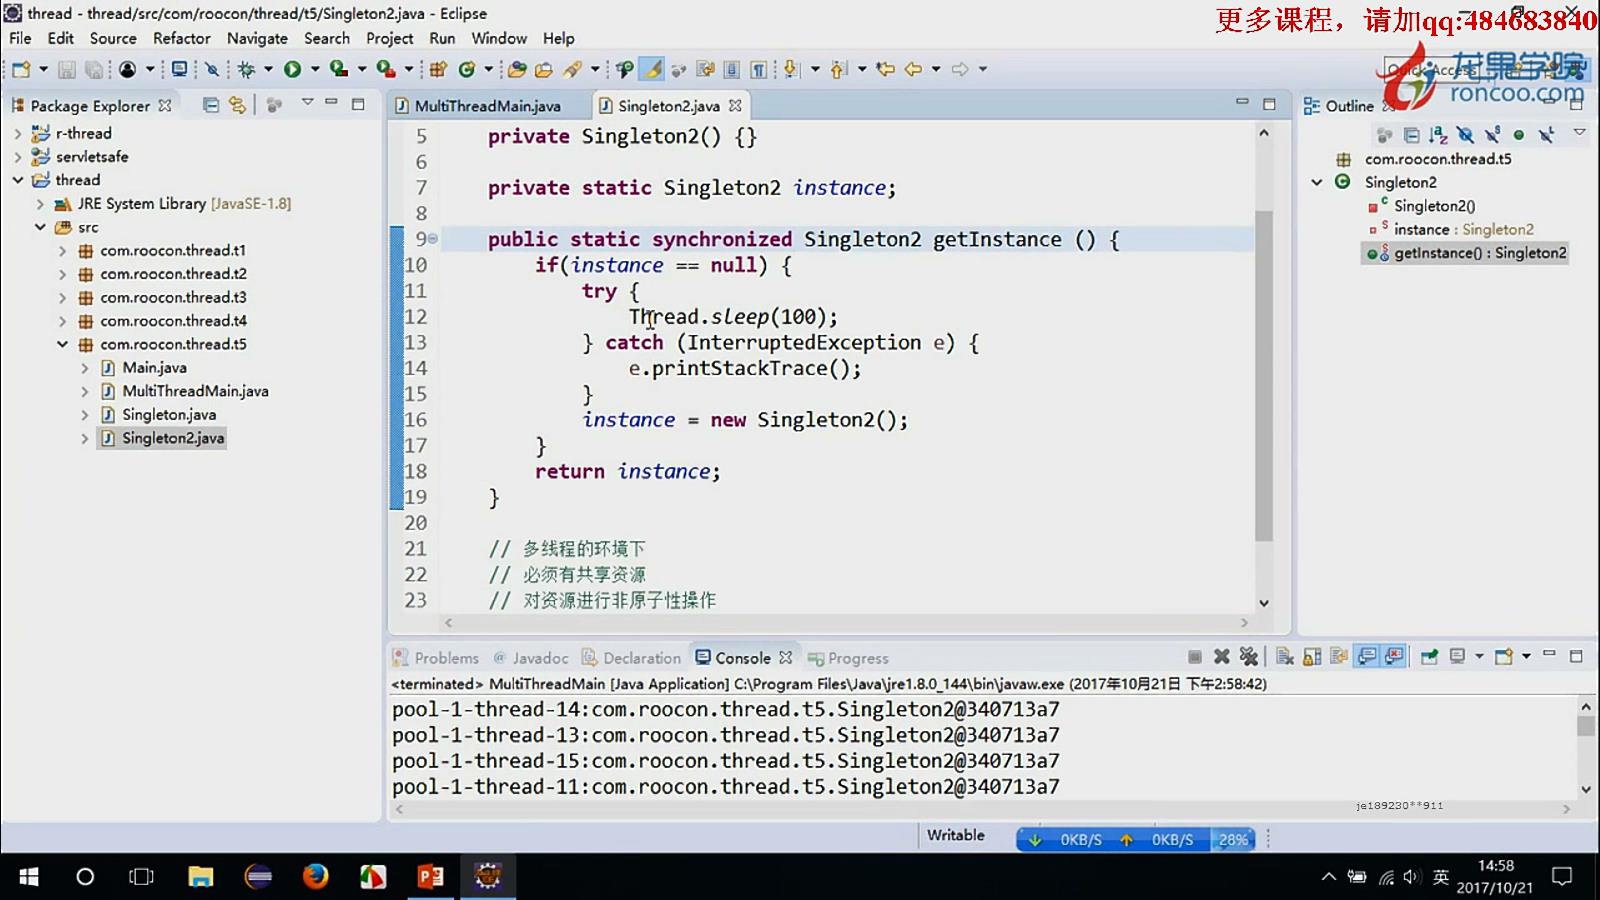 thread - thread/src/com/roocon/thread/t5/Singleton2.java - Eclipse
更多课程，请加qq:484683840
File Edit Source Refactor Navigate Search Project Run Window Help
Quick Access
龙果学院
roncoo.com
Package Explorer
MultiThreadMain.java
Singleton2.java
Outline
r-thread
servletsafe
thread
JRE System Library [JavaSE-1.8]
src
com.roocon.thread.t1
com.roocon.thread.t2
com.roocon.thread.t3
com.roocon.thread.t4
com.roocon.thread.t5
Main.java
MultiThreadMain.java
Singleton.java
Singleton2.java
5 private Singleton2() {}
6
7 private static Singleton2 instance;
8
9 public static synchronized Singleton2 getInstance () {
10 if(instance == null) {
11 try {
12 Thread.sleep(100);
13 } catch (InterruptedException e) {
14 e.printStackTrace();
15 }
16 instance = new Singleton2();
17 }
18 return instance;
19 }
20
21 // 多线程的环境下
22 // 必须有共享资源
23 // 对资源进行非原子性操作
com.roocon.thread.t5
Singleton2
Singleton2()
instance : Singleton2
getInstance() : Singleton2
Problems @ Javadoc Declaration Console Progress
<terminated> MultiThreadMain [Java Application] C:\Program Files\Java\jre1.8.0_144\bin\javaw.exe (2017年10月21日 下午2:58:42)
pool-1-thread-14:com.roocon.thread.t5.Singleton2@340713a7
pool-1-thread-13:com.roocon.thread.t5.Singleton2@340713a7
pool-1-thread-15:com.roocon.thread.t5.Singleton2@340713a7
pool-1-thread-11:com.roocon.thread.t5.Singleton2@340713a7
je189230**911
Writable
0KB/S 0KB/S 28%
英
14:58
2017/10/21